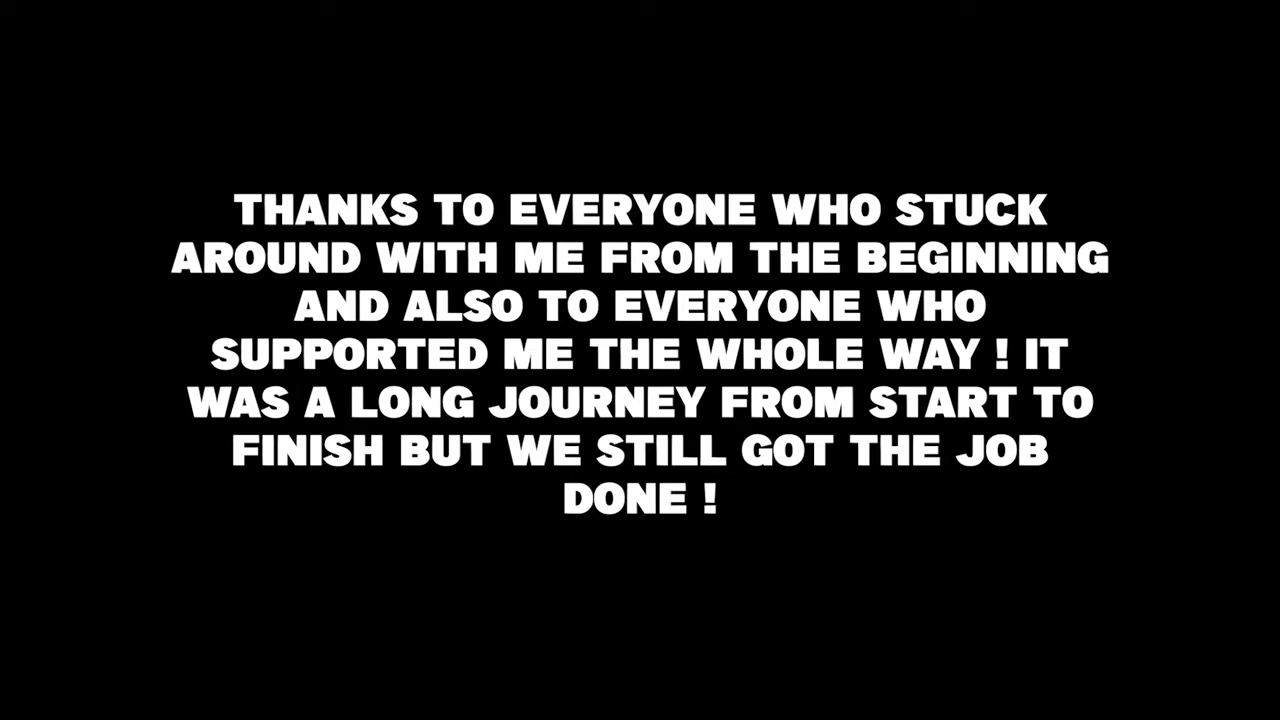 THANKS TO EVERYONE WHO STUCK
AROUND WITH ME FROM THE BEGINNING
AND ALSO TO EVERYONE WHO
SUPPORTED ME THE WHOLE WAY ! IT
WAS A LONG JOURNEY FROM START TO
FINISH BUT WE STILL GOT THE JOB
DONE !